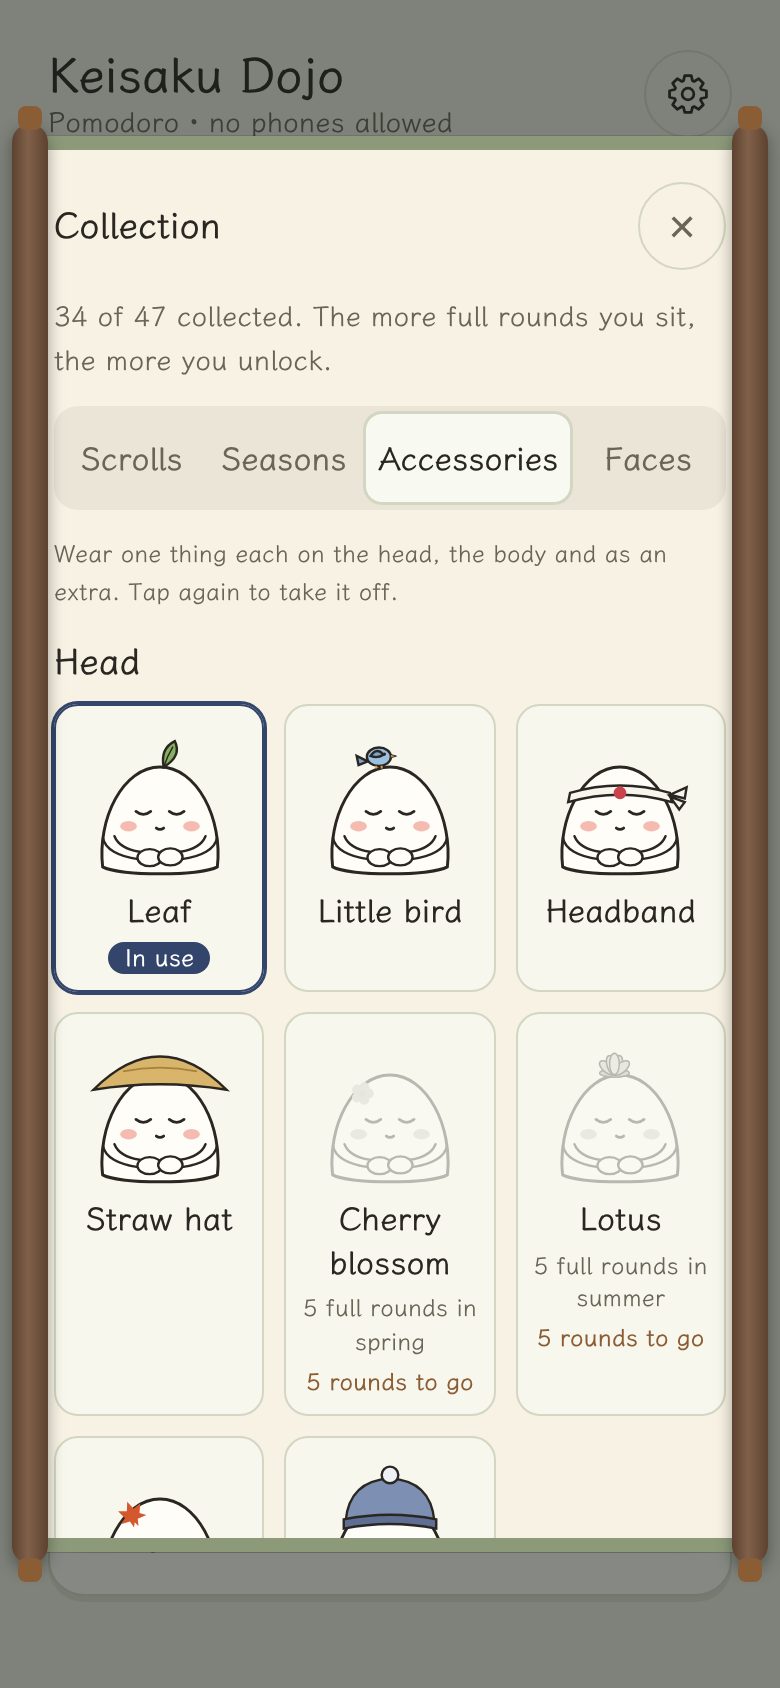 Keisaku Dojo
Pomodoro • no phones allowed
Collection
34 of 47 collected. The more full rounds you sit,
the more you unlock.
Scrolls
Seasons
Accessories
Faces
Wear one thing each on the head, the body and as an
extra. Tap again to take it off.
Head
Leaf
In use
Little bird
Headband
Straw hat
Cherry
blossom
5 full rounds in
spring
5 rounds to go
Lotus
5 full rounds in
summer
5 rounds to go